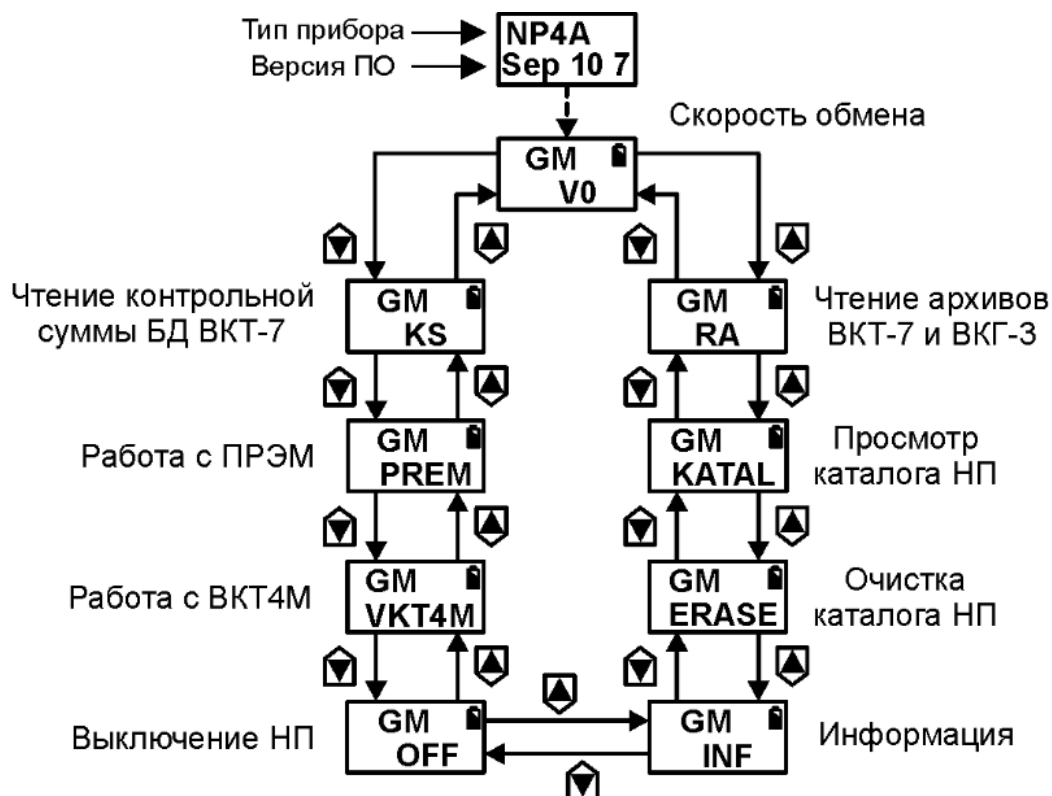 Тип прибора
NP4A
Версия ПО
Sep 10 7
Скорость обмена
GM
V0
Чтение контрольной
суммы БД ВКТ-7
GM
KS
GM
RA
Чтение архивов
ВКТ-7 и ВКГ-3
Работа с ПРЭМ
GM
PREM
GM
KATAL
Просмотр
каталога НП
Работа с ВКТ4М
GM
VKT4M
GM
ERASE
Очистка
каталога НП
Выключение НП
GM
OFF
GM
INF
Информация